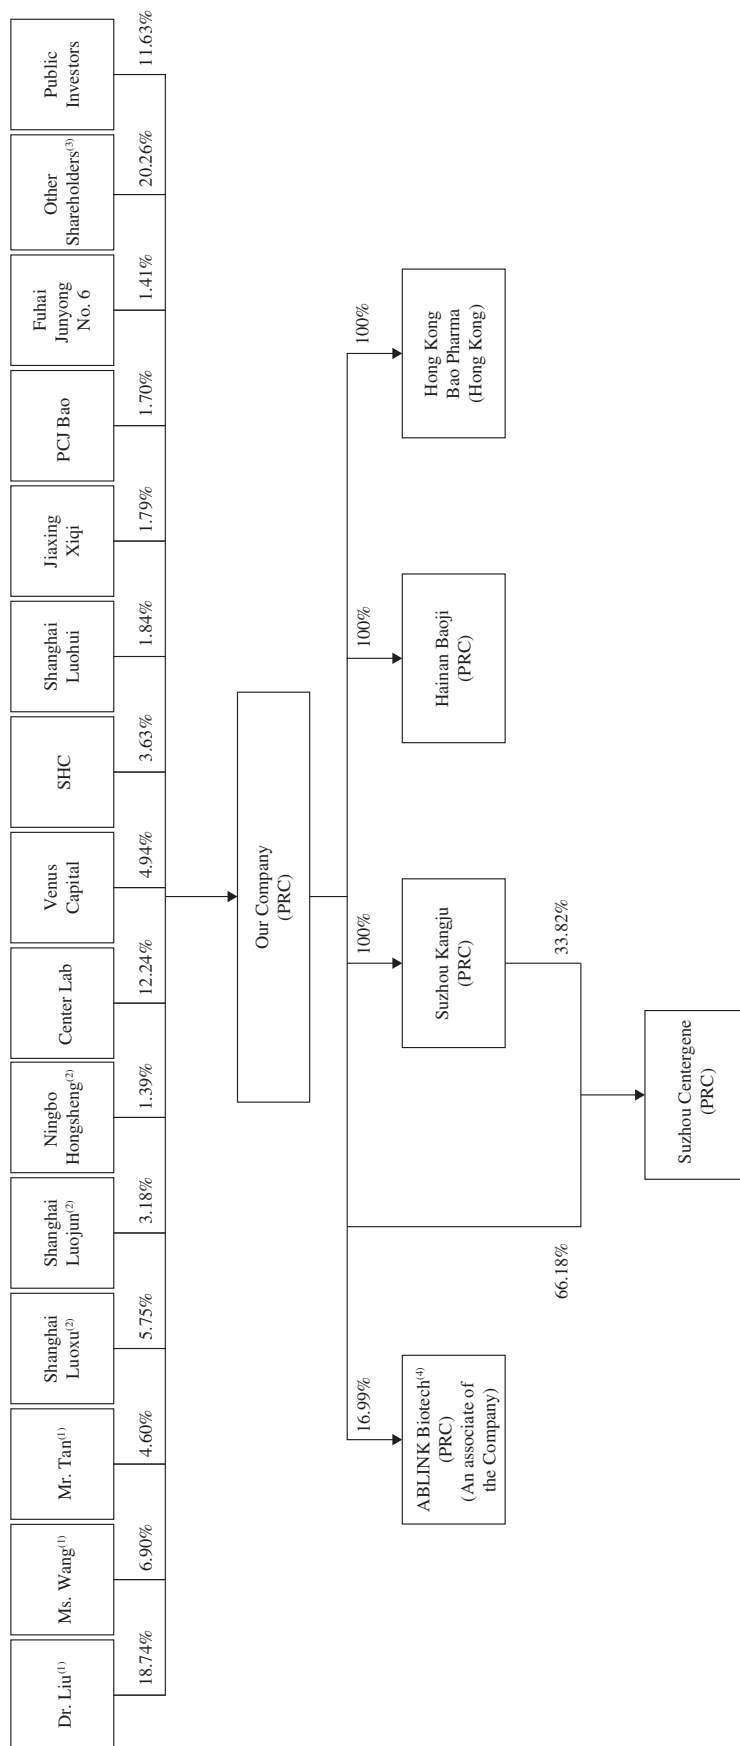 Dr. Liu(1)
Ms. Wang(1)
Mr. Tan(1)
Shanghai
Luoxu(2)
Shanghai
Luojun(2)
Ningbo
Hongsheng(2)
Center Lab
Venus
Capital
SHC
Shanghai
Luohui
Jiaxing
Xiqi
PCJ Bao
Fuhai
Junyong
No. 6
Other
Shareholders(3)
Public
Investors
18.74%
6.90%
4.60%
5.75%
3.18%
1.39%
12.24%
4.94%
3.63%
1.84%
1.79%
1.70%
1.41%
20.26%
11.63%
Our Company
(PRC)
16.99%
100%
100%
100%
ABLINK Biotech(4)
(PRC)
(An associate of
the Company)
Suzhou Kangju
(PRC)
Hainan Baoji
(PRC)
Hong Kong
Bao Pharma
(Hong Kong)
66.18%
33.82%
Suzhou Centergene
(PRC)